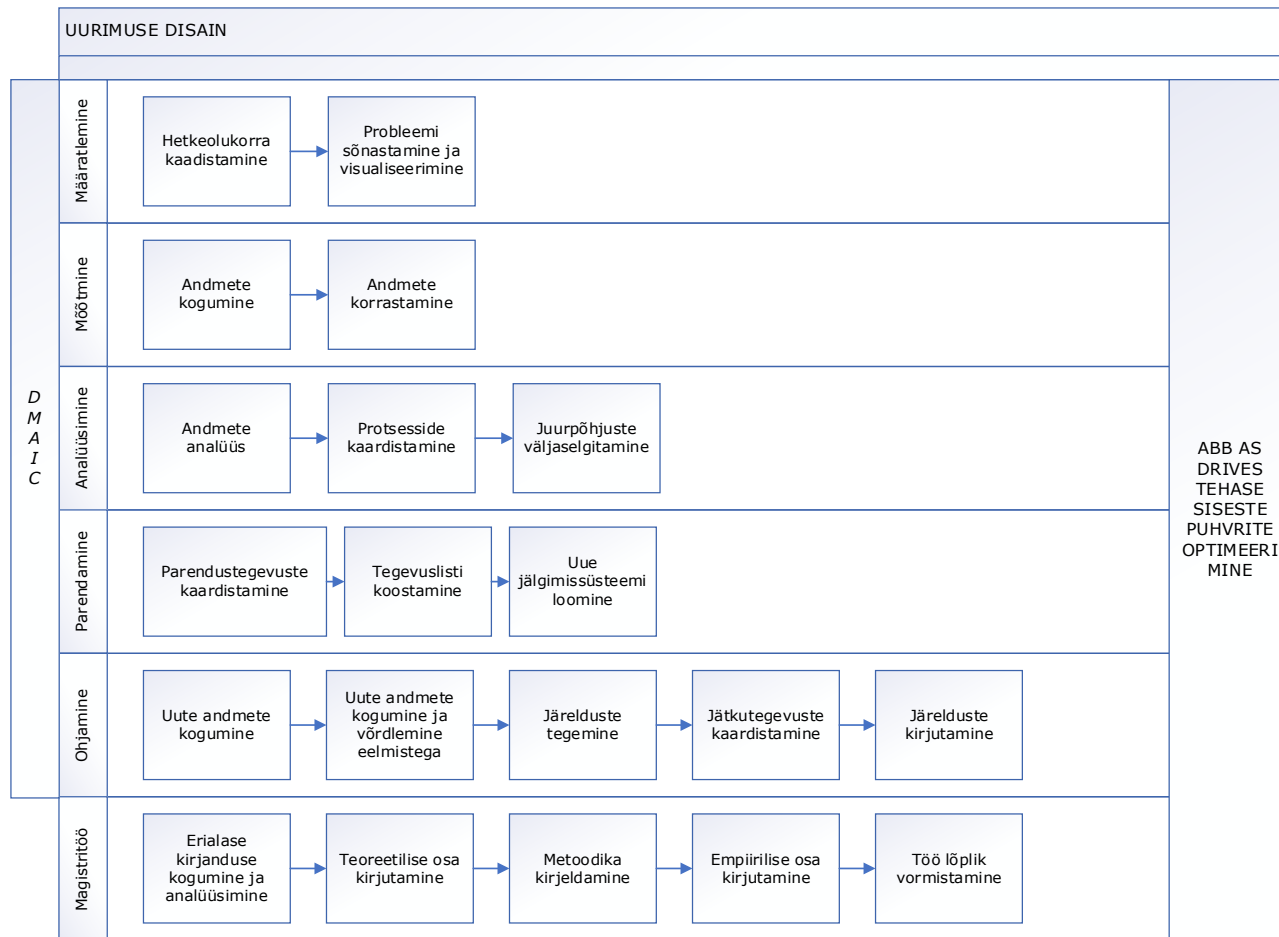 UURIMUSE DISAIN
D
M
A
I
C
Määratlemine
Hetkeolukorra
kaadistamine
Probleemi
sõnastamine ja
visualiseerimine
Mõõtmine
Andmete
kogumine
Andmete
korrastamine
Analüüsimine
Andmete
analüüs
Protsesside
kaardistamine
Juurpõhjuste
väljaselgitamine
Parendamine
Parendustegevuste
kaardistamine
Tegevuslisti
koostamine
Uue
jälgimissüsteemi
loomine
Ohjamine
Uute andmete
kogumine
Uute andmete
kogumine ja
võrdlemine
eelmistega
Järelduste
tegemine
Jätkutegevuste
kaardistamine
Järelduste
kirjutamine
Magistritöö
Erialase
kirjanduse
kogumine ja
analüüsimine
Teoreetilise osa
kirjutamine
Metoodika
kirjeldamine
Empiirilise osa
kirjutamine
Töö lõplik
vormistamine
ABB AS
DRIVES
TEHASE
SISESTE
PUHVRITE
OPTIMEERI
MINE